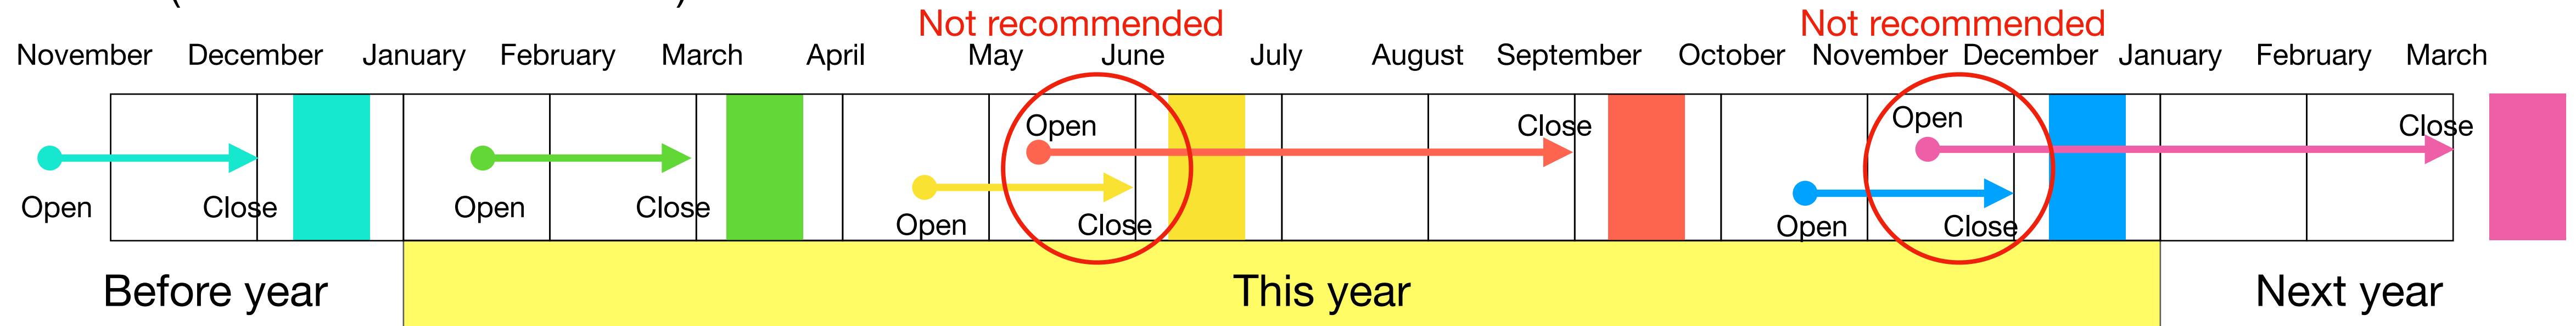 Not recommended Not recommended
November December January February March April May June July August September October November December January February March
Open Close Open Close
Open Close Open Close Open Close Open Close
Before year This year Next year